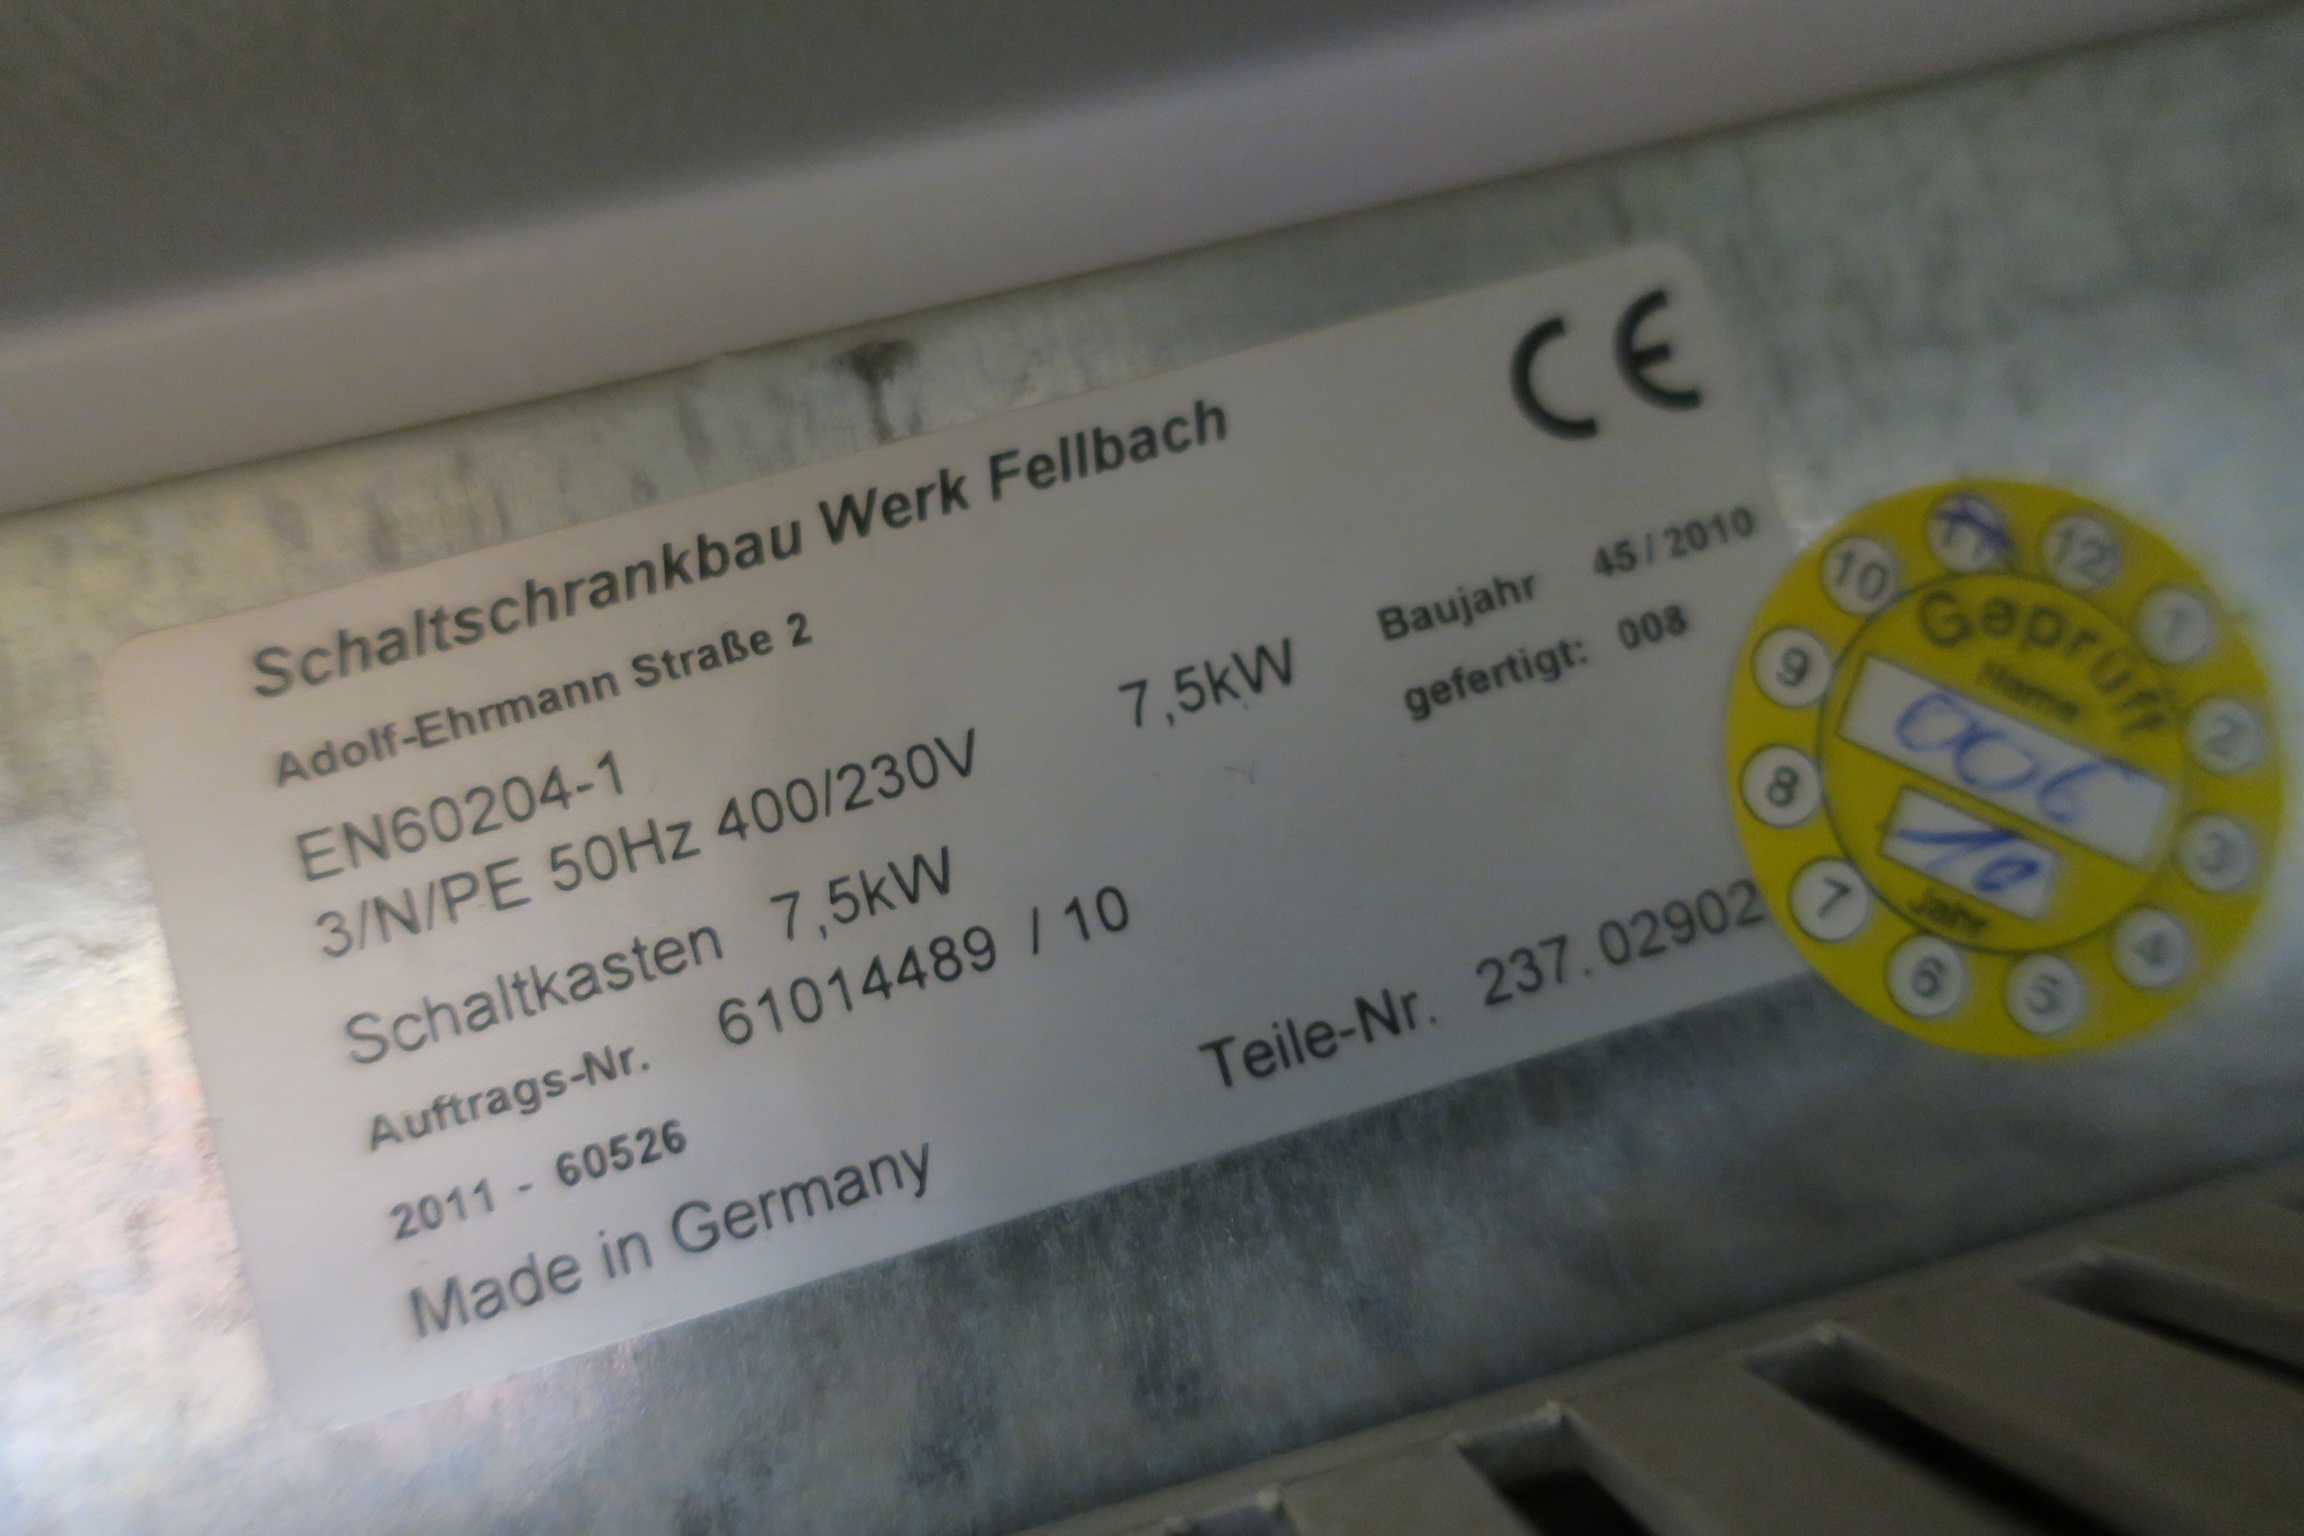 CE
Schaltschrankbau Werk Fellbach
Adolf-Ehrmann Straße 2
Baujahr 45 / 2010
EN60204-1
gefertigt: 008
3/N/PE 50Hz 400/230V 7,5kW
Schaltkasten 7,5kW
Auftrags-Nr. 61014489 / 10
2011 - 60526
Teile-Nr. 237.02902
Made in Germany
Geprüft
Name
006
10
Jahr
1
2
3
4
5
6
7
8
9
10
11
12